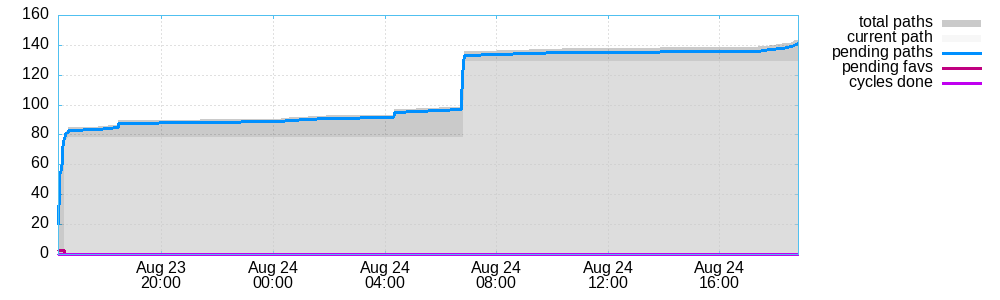 160
140
120
100
80
60
40
20
0
Aug 23
20:00
Aug 24
00:00
Aug 24
04:00
Aug 24
08:00
Aug 24
12:00
Aug 24
16:00
total paths
current path
pending paths
pending favs
cycles done